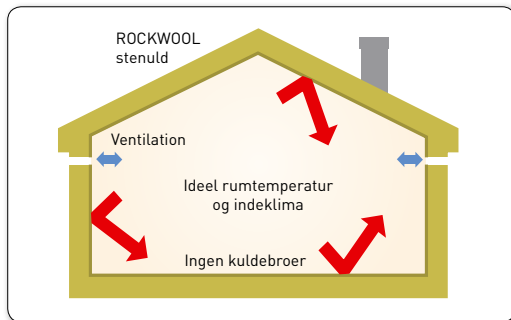 ROCKWOOL
stenuld
Ventilation
Ideel rumtemperatur
og indeklima
Ingen kuldebroer